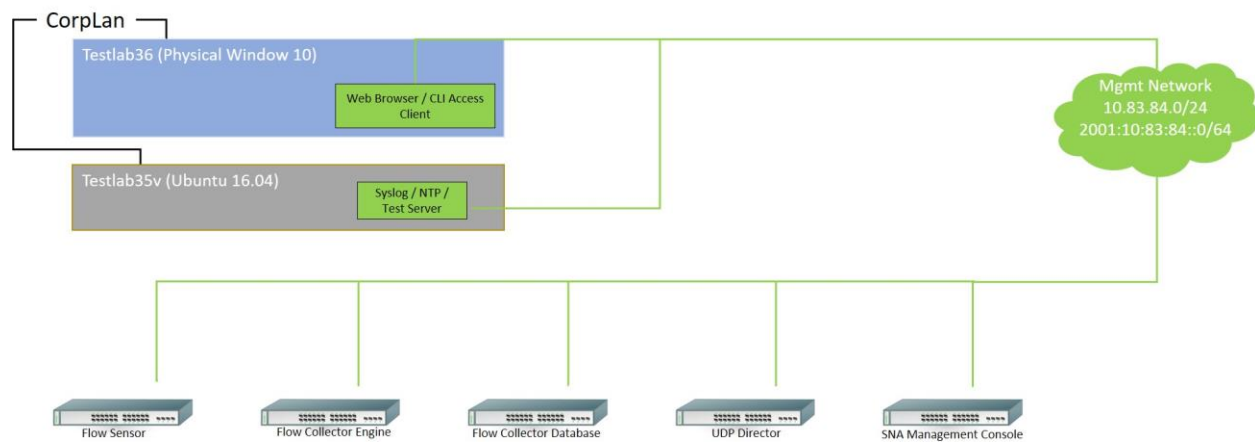 CorpLan
Testlab36 (Physical Window 10)
Web Browser / CLI Access
Client
Mgmt Network
10.83.84.0/24
2001:10:83:84::0/64
Testlab35v (Ubuntu 16.04)
Syslog / NTP /
Test Server
Flow Sensor
Flow Collector Engine
Flow Collector Database
UDP Director
SNA Management Console